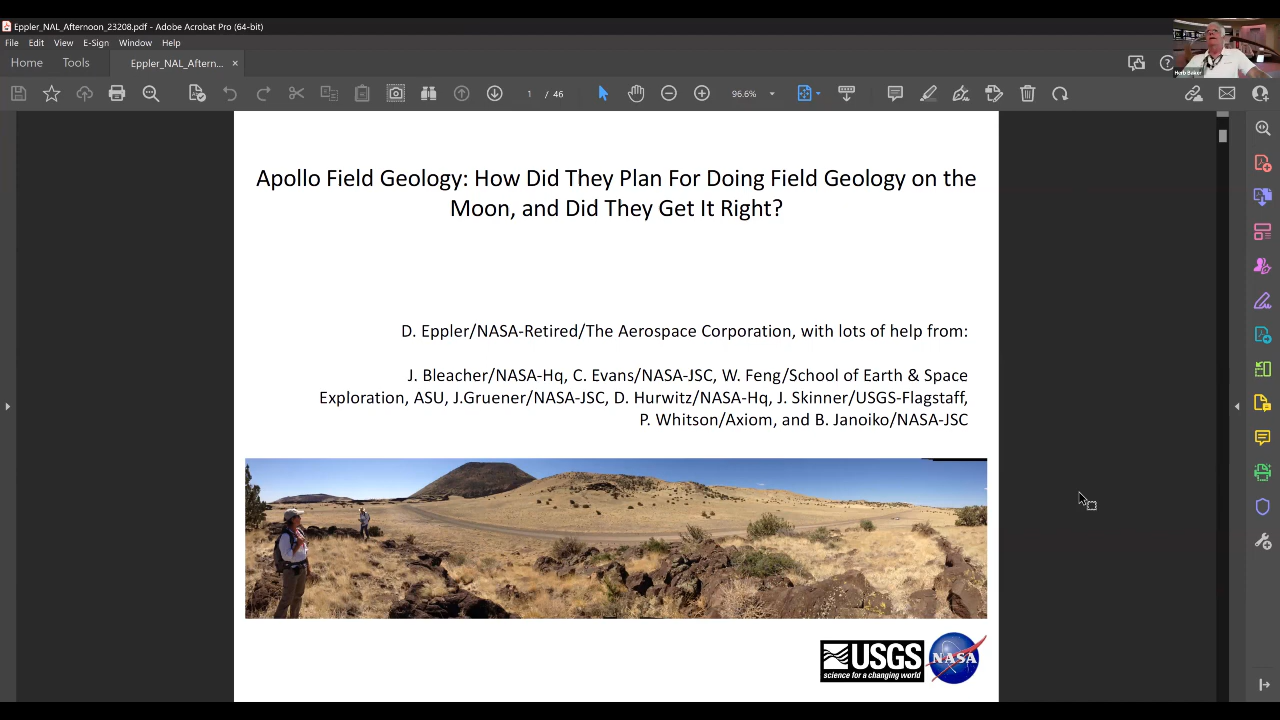 Eppler_NAL_Afternoon_23208.pdf - Adobe Acrobat Pro (64-bit)
File Edit View E-Sign Window Help
Home Tools Eppler_NAL_Aftern... ×
1 / 46 96.6%
Herb Baker
Apollo Field Geology: How Did They Plan For Doing Field Geology on the
Moon, and Did They Get It Right?
D. Eppler/NASA-Retired/The Aerospace Corporation, with lots of help from:
J. Bleacher/NASA-Hq, C. Evans/NASA-JSC, W. Feng/School of Earth & Space
Exploration, ASU, J.Gruener/NASA-JSC, D. Hurwitz/NASA-Hq, J. Skinner/USGS-Flagstaff,
P. Whitson/Axiom, and B. Janoiko/NASA-JSC
USGS
science for a changing world
NASA